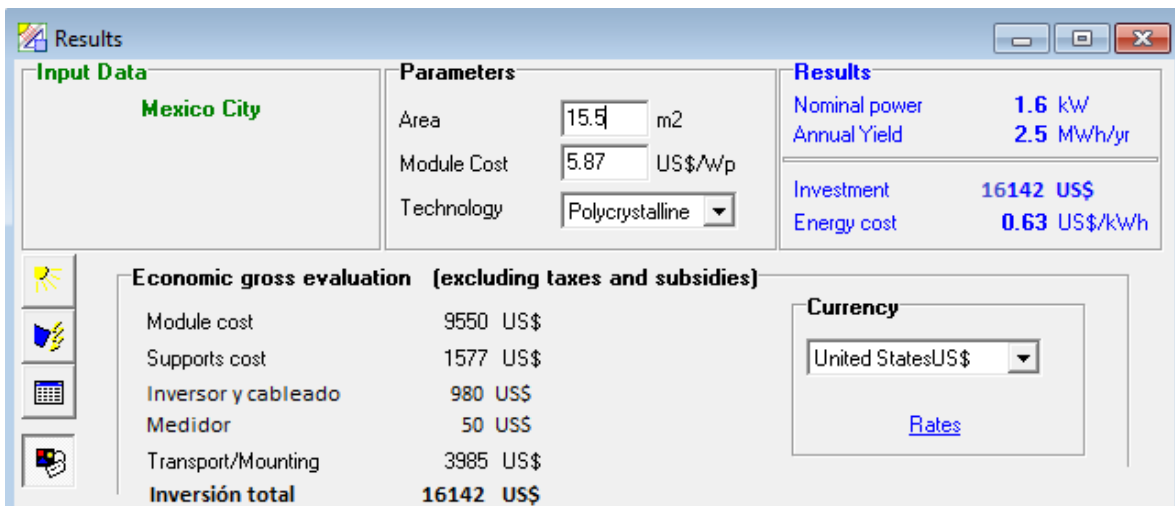 Results
Input Data
Mexico City
Parameters
Area 15.5 m2
Module Cost 5.87 US$/Wp
Technology Polycrystalline
Results
Nominal power 1.6 kW
Annual Yield 2.5 MWh/yr
Investment 16142 US$
Energy cost 0.63 US$/kWh
Economic gross evaluation (excluding taxes and subsidies)
Module cost 9550 US$
Supports cost 1577 US$
Inversor y cableado 980 US$
Medidor 50 US$
Transport/Mounting 3985 US$
Inversión total 16142 US$
Currency
United StatesUS$
Rates